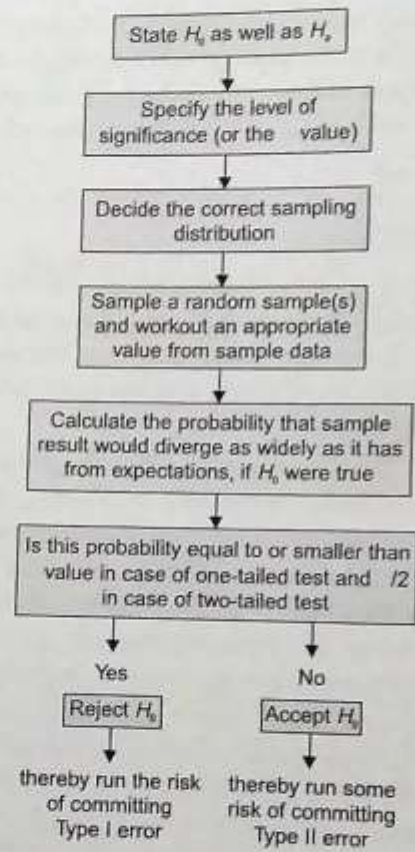 State H₀ as well as Hₐ
Specify the level of
significance (or the value)
Decide the correct sampling
distribution
Sample a random sample(s)
and workout an appropriate
value from sample data
Calculate the probability that sample
result would diverge as widely as it has
from expectations, if H₀ were true
Is this probability equal to or smaller than
value in case of one-tailed test and /2
in case of two-tailed test
Yes
No
Reject H₀
Accept H₀
thereby run the risk
of committing
Type I error
thereby run some
risk of committing
Type II error